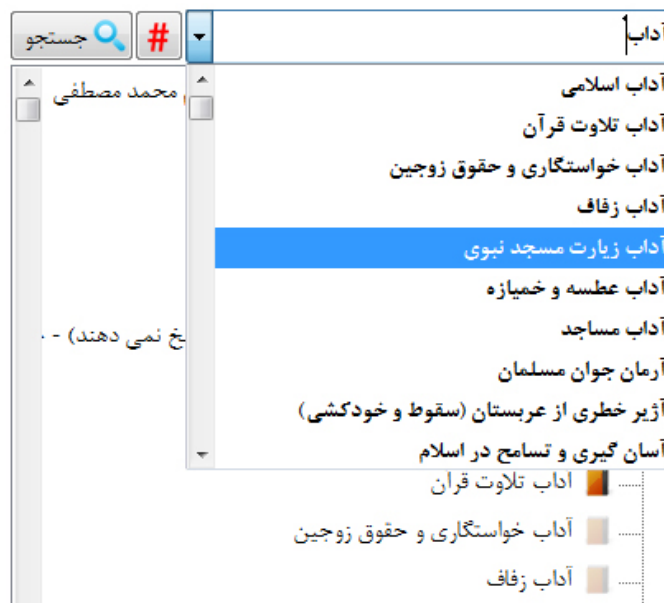 آداب # جستجو
م محمد مصطفی
آداب اسلامی
آداب تلاوت قرآن
آداب خواستگاری و حقوق زوجین
آداب زفاف
آداب زیارت مسجد نبوی
آداب عطسه و خمیازه
آداب مساجد
خ نمی دهند) -
آرمان جوان مسلمان
آژیر خطری از عربستان (سقوط و خودکشی)
آسان گیری و تسامح در اسلام
اداب تلاوت قران
آداب خواستگاری و حقوق زوجین
آداب زفاف